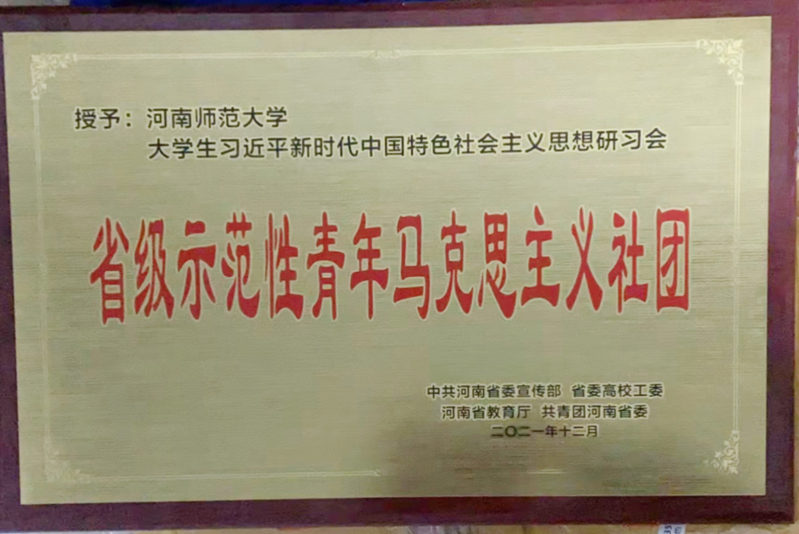 授予：河南师范大学
大学生习近平新时代中国特色社会主义思想研习会
省级示范性青年马克思主义社团
中共河南省委宣传部 省委高校工委
河南省教育厅 共青团河南省委
二〇二一年十二月